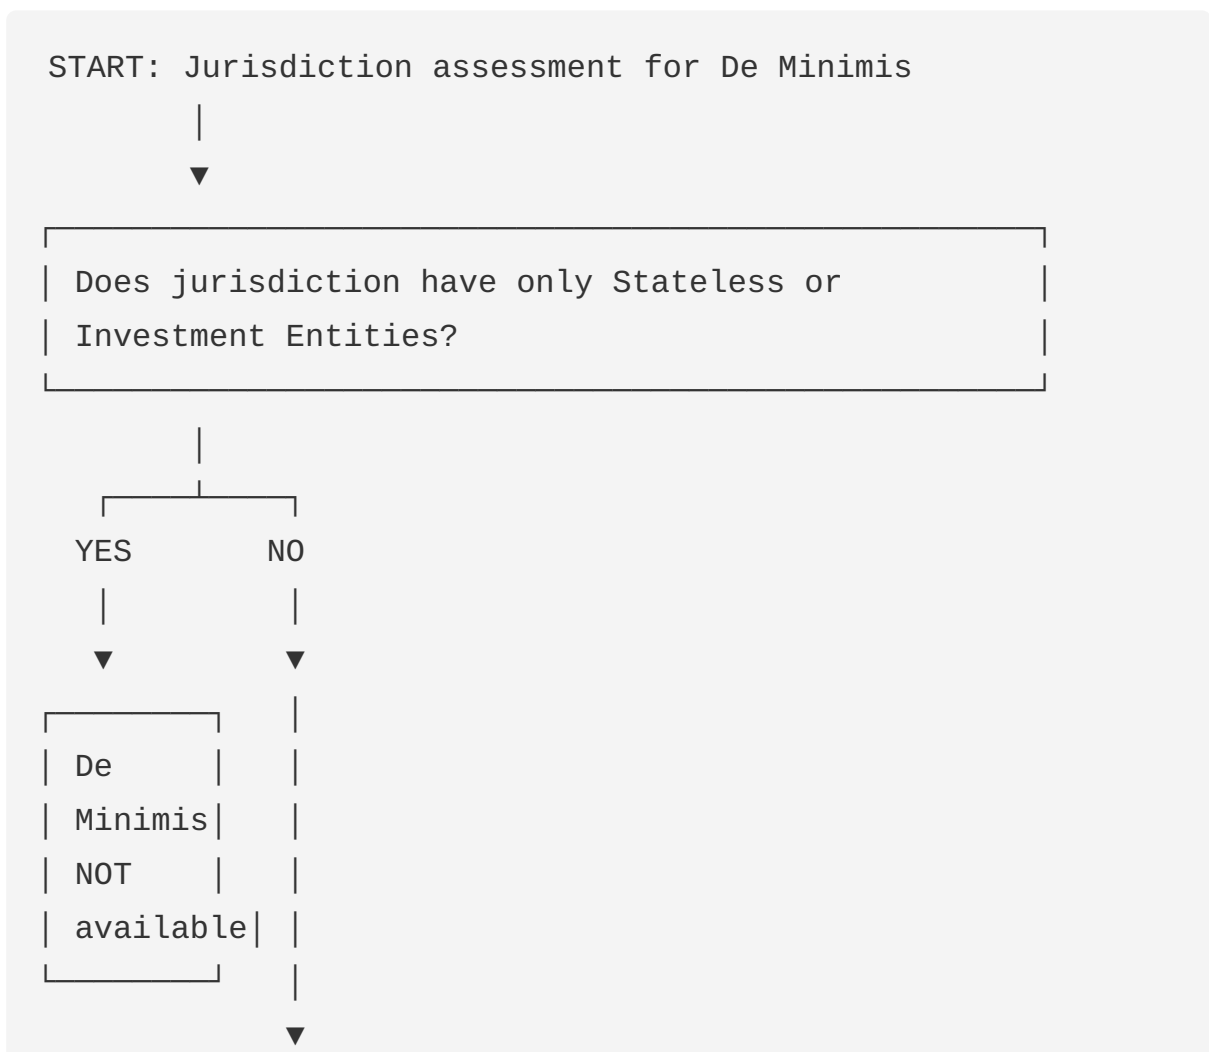 START: Jurisdiction assessment for De Minimis
Does jurisdiction have only Stateless or
Investment Entities?
YES NO
De
Minimis
NOT
available